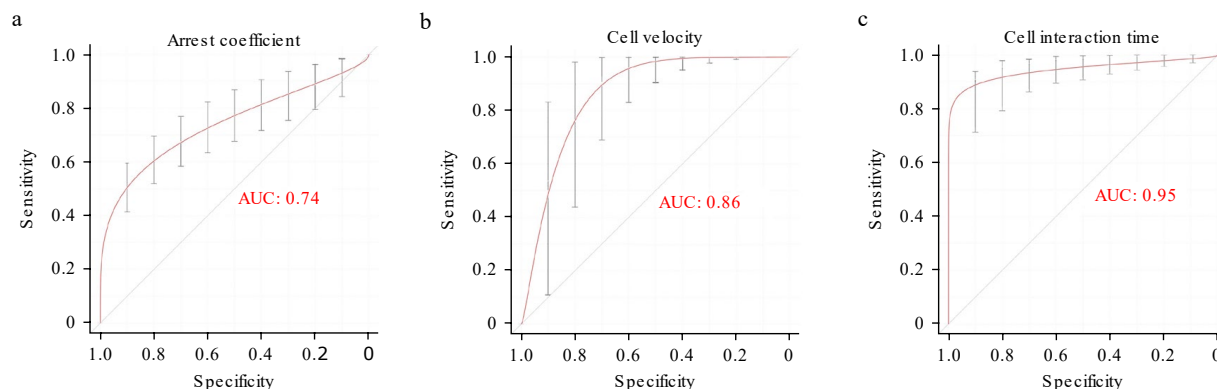 a
Arrest coefficient
1.0
0.8
0.6
0.4
0.2
0
Sensitivity
AUC: 0.74
1.0 0.8 0.6 0.4 0.2 0
Specificity
b
Cell velocity
1.0
0.8
0.6
0.4
0.2
0
Sensitivity
AUC: 0.86
1.0 0.8 0.6 0.4 0.2 0
Specificity
c
Cell interaction time
1.0
0.8
0.6
0.4
0.2
0
Sensitivity
AUC: 0.95
1.0 0.8 0.6 0.4 0.2 0
Specificity